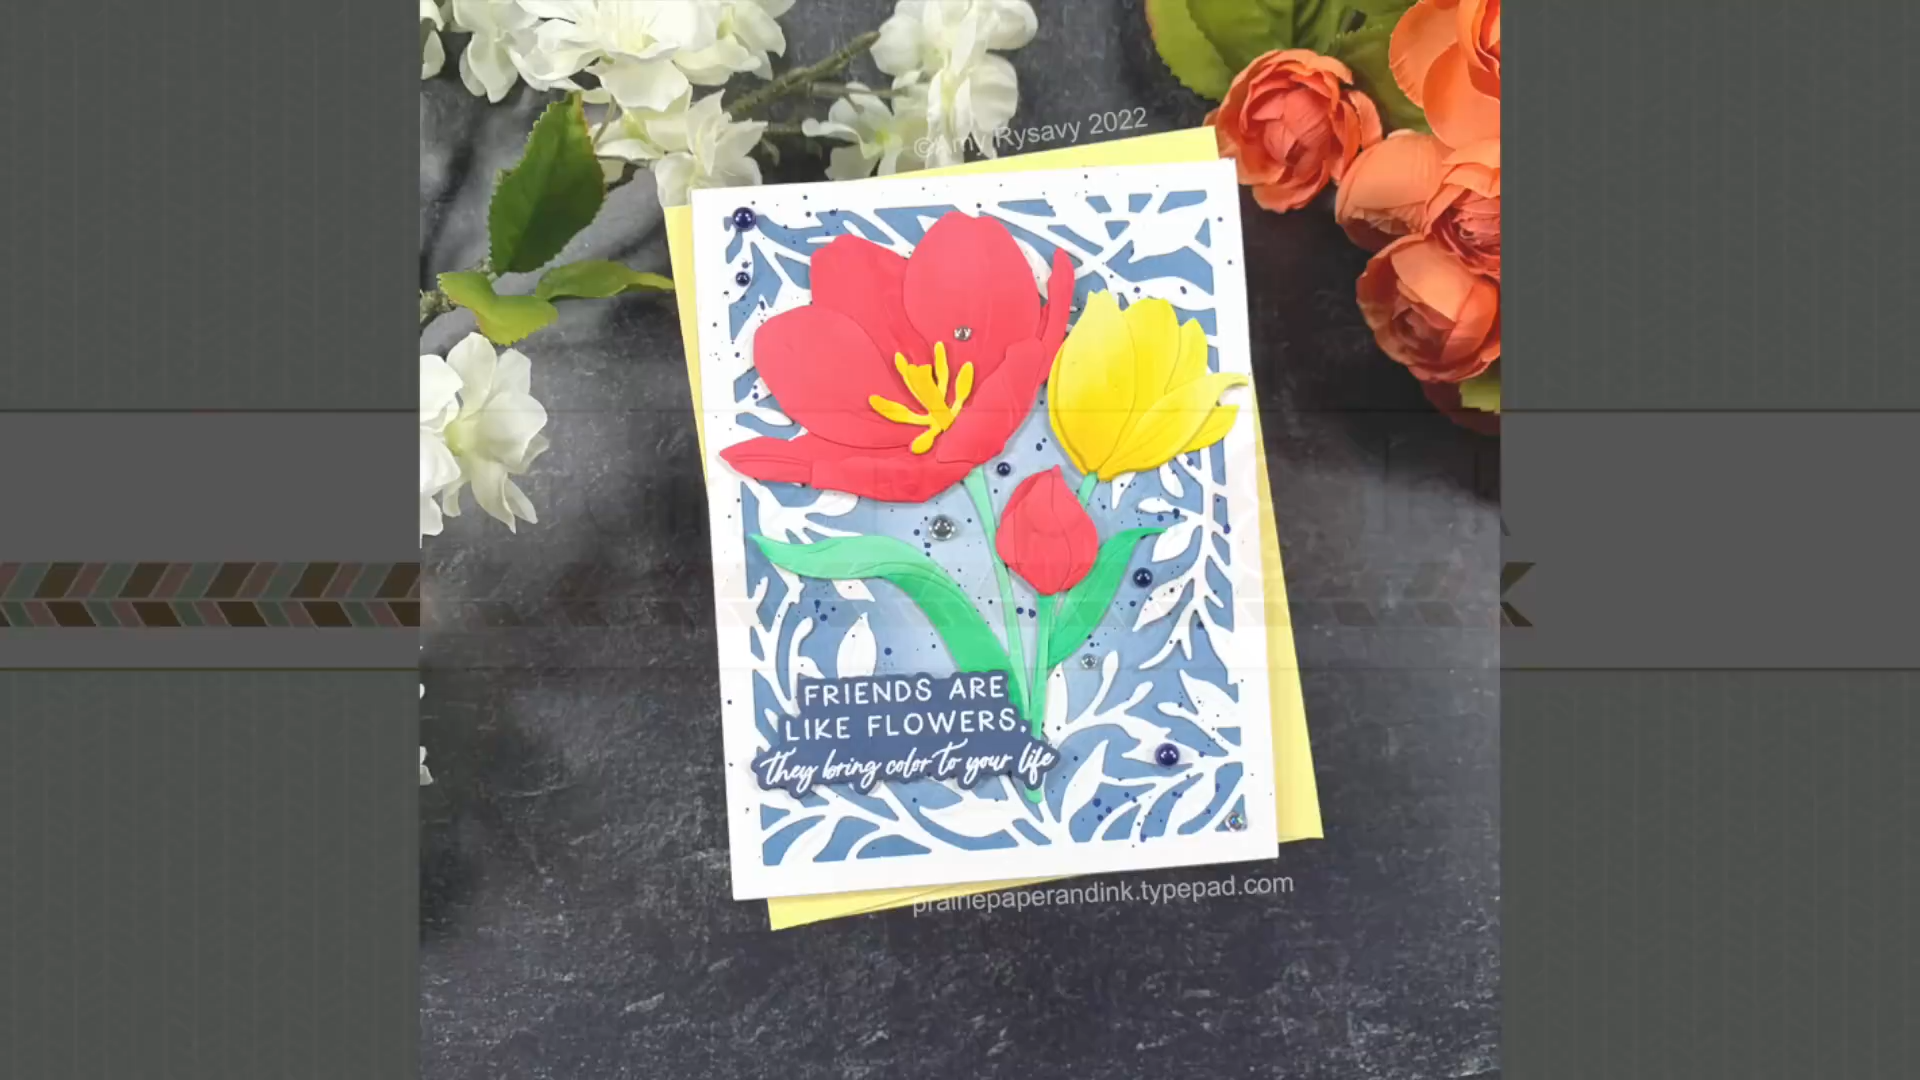 ©Amy Rysavy 2022
FRIENDS ARE
LIKE FLOWERS,
they bring color to your life
prairiepaperandink.typepad.com